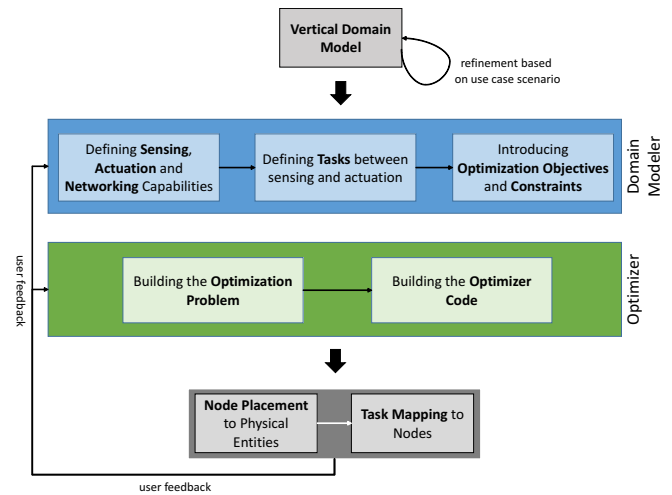 Vertical Domain
Model
refinement based
on use case scenario
Defining Sensing,
Actuation and
Networking Capabilities
Defining Tasks between
sensing and actuation
Introducing
Optimization Objectives
and Constraints
Domain
Modeler
user feedback
Building the Optimization
Problem
Building the Optimizer
Code
Optimizer
Node Placement
to Physical
Entities
Task Mapping to
Nodes
user feedback